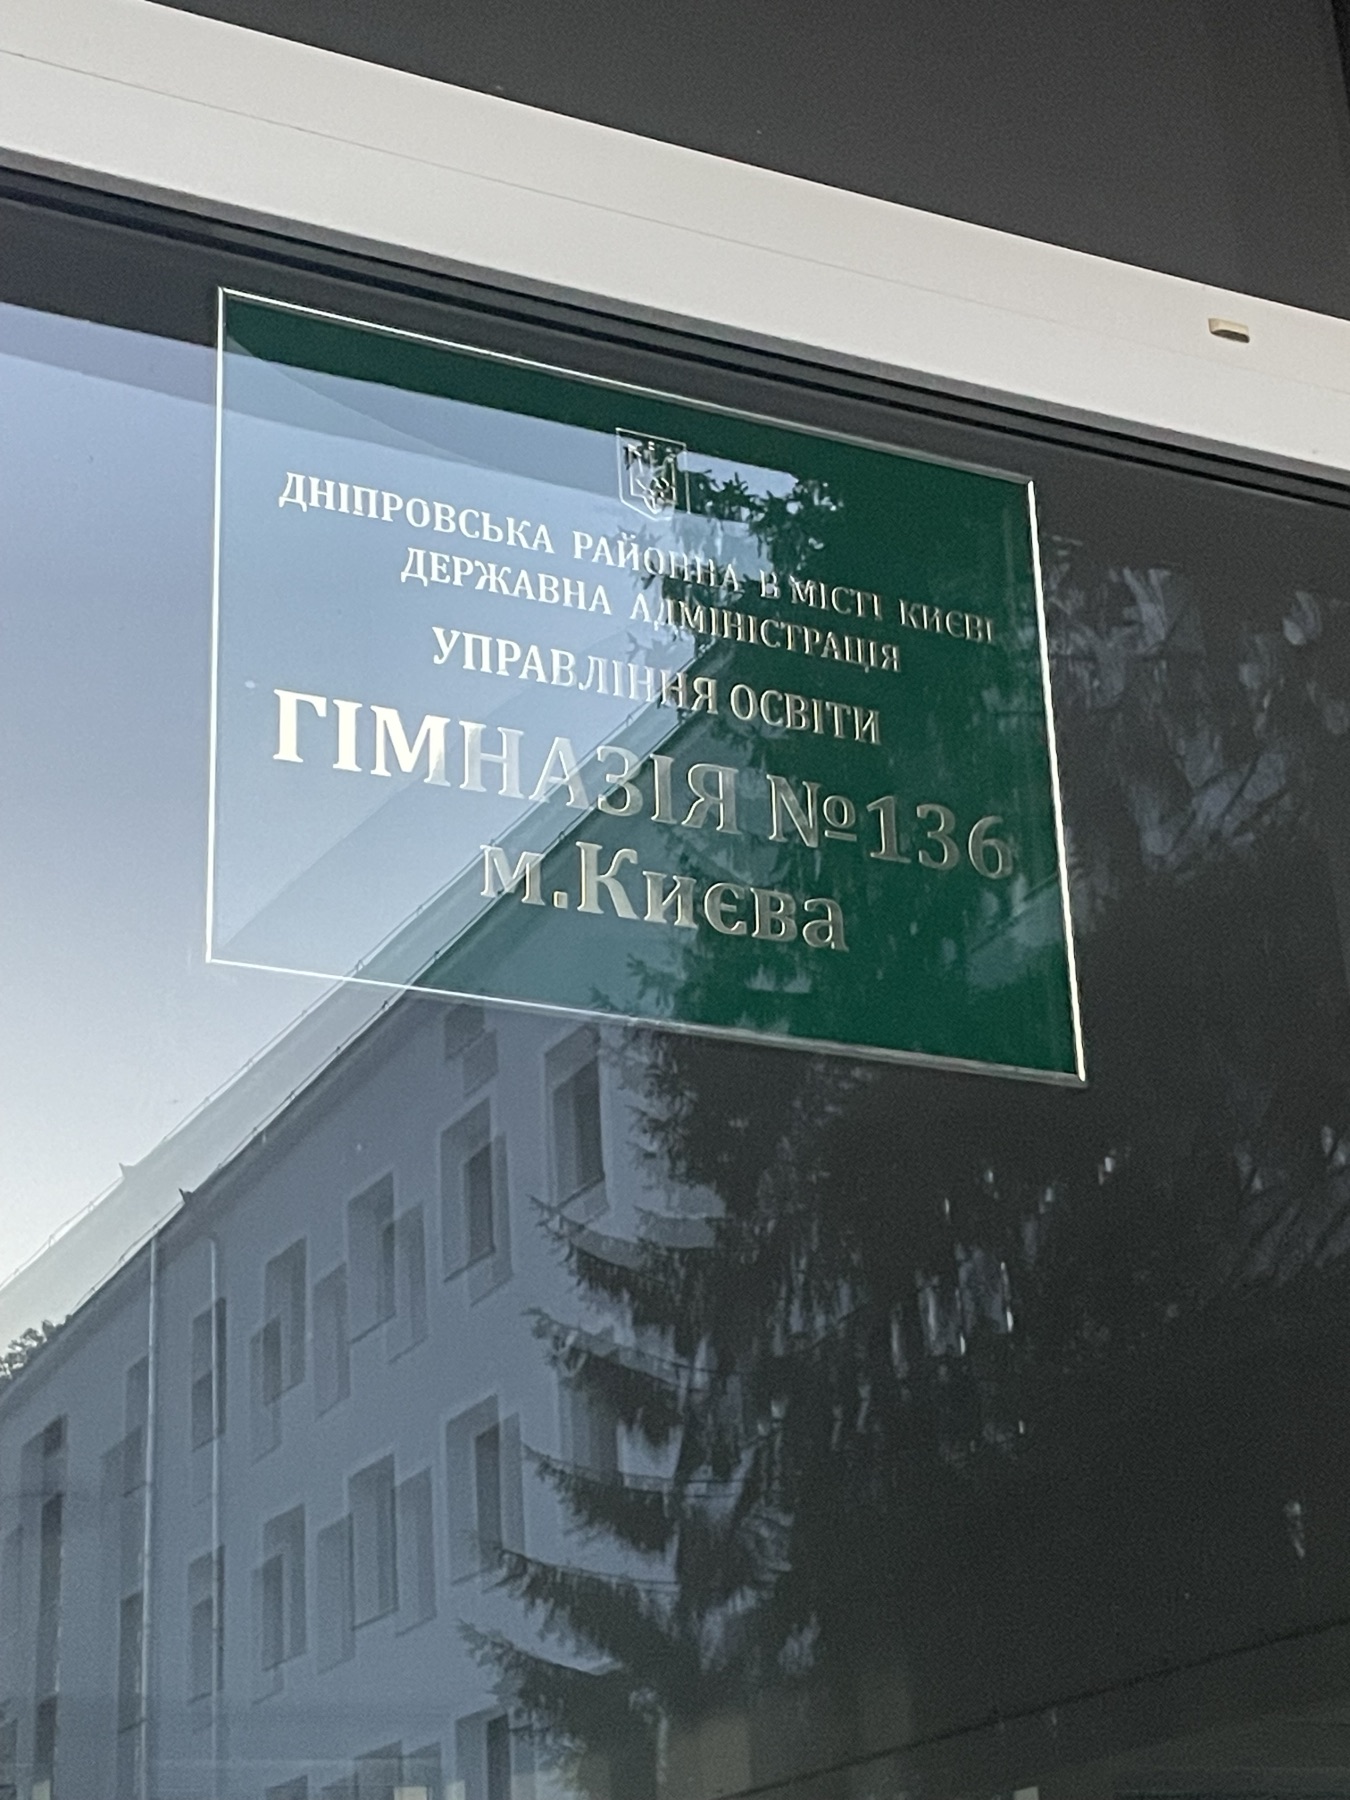 ДНІПРОВСЬКА РАЙОННА В МІСТІ КИЄВІ
ДЕРЖАВНА АДМІНІСТРАЦІЯ
УПРАВЛІННЯ ОСВІТИ
ГІМНАЗІЯ №136
м.Києва